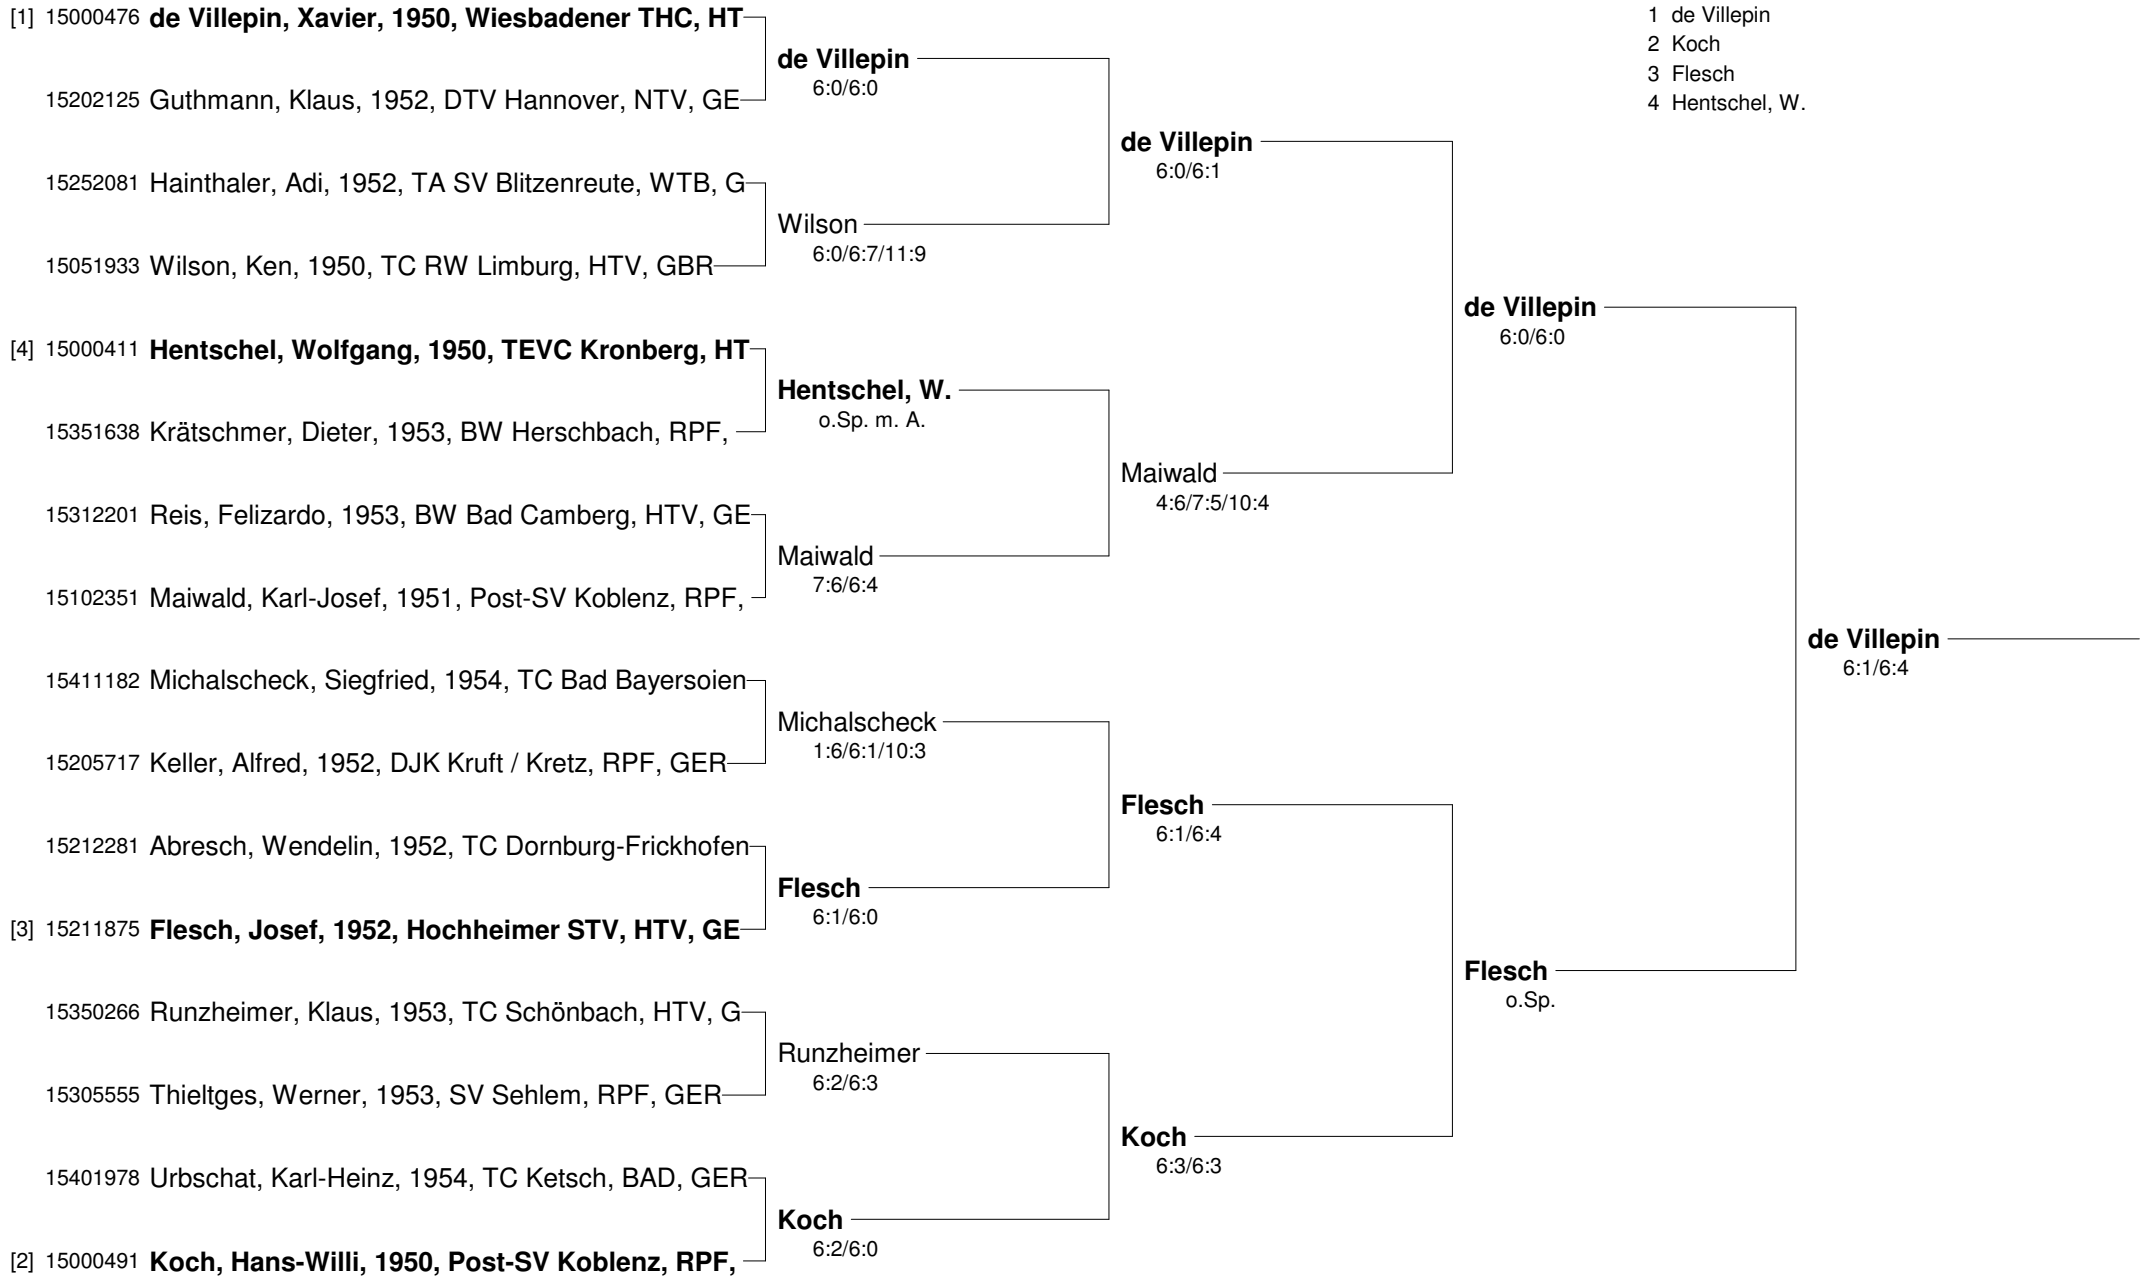 [1] 15000476 de Villepin, Xavier, 1950, Wiesbadener THC, HT
15202125 Guthmann, Klaus, 1952, DTV Hannover, NTV, GE
15252081 Hainthaler, Adi, 1952, TA SV Blitzenreute, WTB, G
15051933 Wilson, Ken, 1950, TC RW Limburg, HTV, GBR
[4] 15000411 Hentschel, Wolfgang, 1950, TEVC Kronberg, HT
15351638 Krätschmer, Dieter, 1953, BW Herschbach, RPF,
15312201 Reis, Felizardo, 1953, BW Bad Camberg, HTV, GE
15102351 Maiwald, Karl-Josef, 1951, Post-SV Koblenz, RPF,
15411182 Michalscheck, Siegfried, 1954, TC Bad Bayersoien
15205717 Keller, Alfred, 1952, DJK Kruft / Kretz, RPF, GER
15212281 Abresch, Wendelin, 1952, TC Dornburg-Frickhofen
[3] 15211875 Flesch, Josef, 1952, Hochheimer STV, HTV, GE
15350266 Runzheimer, Klaus, 1953, TC Schönbach, HTV, G
15305555 Thieltges, Werner, 1953, SV Sehlem, RPF, GER
15401978 Urbschat, Karl-Heinz, 1954, TC Ketsch, BAD, GER
[2] 15000491 Koch, Hans-Willi, 1950, Post-SV Koblenz, RPF,
de Villepin
6:0/6:0
Wilson
6:0/6:7/11:9
Hentschel, W.
o.Sp. m. A.
Maiwald
7:6/6:4
Michalscheck
1:6/6:1/10:3
Flesch
6:1/6:0
Runzheimer
6:2/6:3
Koch
6:2/6:0
de Villepin
6:0/6:1
Maiwald
4:6/7:5/10:4
Flesch
6:1/6:4
Koch
6:3/6:3
de Villepin
6:0/6:0
Flesch
o.Sp.
de Villepin
6:1/6:4
1 de Villepin
2 Koch
3 Flesch
4 Hentschel, W.